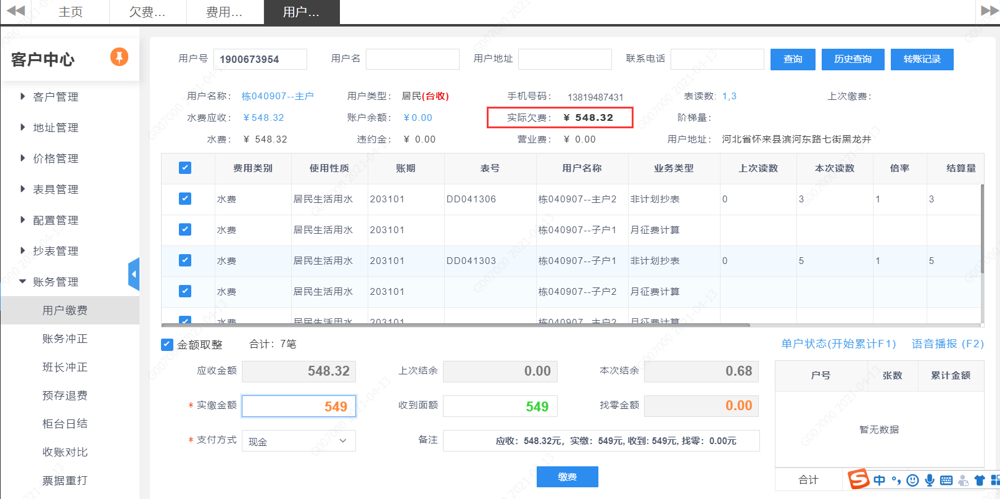 主页 欠费... 费用... 用户...
客户中心
客户管理
地址管理
价格管理
表具管理
配置管理
抄表管理
账务管理
用户缴费
账务冲正
班长冲正
预存退费
柜台日结
收账对比
票据重打
用户号 1900673954 用户名 用户地址 联系电话 查询 历史查询 转账记录
用户名称： 栋040907--主户 用户类型： 居民(台收) 手机号码： 13819487431 表读数: 1,3 上次缴费：
水费应收： ￥548.32 账户余额： ￥0.00 实际欠费： ￥ 548.32 阶梯量：
水费： ￥ 548.32 违约金： ￥ 0.00 营业费： ￥ 0.00 用户地址： 河北省怀来县滨河东路七街黑龙井
费用类别 使用性质 账期 表号 用户名称 业务类型 上次读数 本次读数 倍率 结算量
水费 居民生活用水 203101 DD041306 栋040907--主户2 非计划抄表 0 3 1 3
水费 居民生活用水 203101 栋040907--子户1 月征费计算
水费 居民生活用水 203101 DD041303 栋040907--子户1 非计划抄表 0 5 1 5
水费 居民生活用水 203101 栋040907--子户2 月征费计算
水费 居民生活用水 203101 栋040907--主户2 月征费计算
金额取整 合计：7笔
应收金额 548.32 上次结余 0.00 本次结余 0.68
* 实缴金额 549 收到面额 549 找零金额 0.00
* 支付方式 现金 备注 应收：548.32元，实缴：549元, 收到: 549元, 找零：0.00元
缴费
单户状态(开始累计F1) 语音播报 (F2)
户号 张数 累计金额
暂无数据
合计
S 中
G007000 2021-04-13